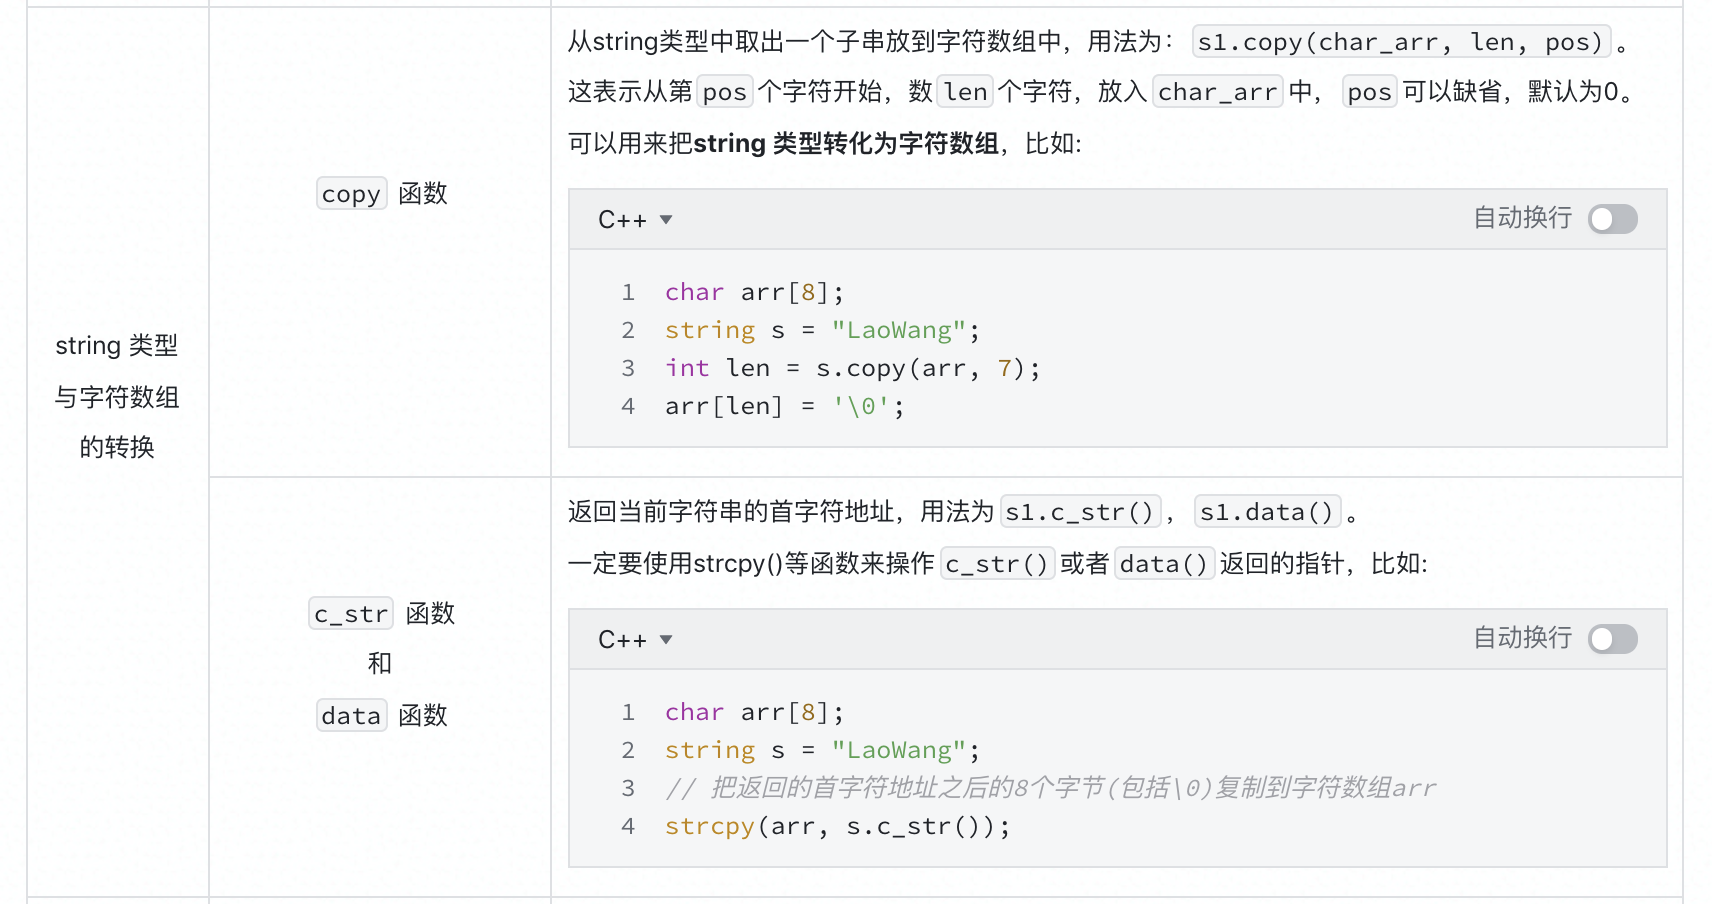 string 类型
与字符数组
的转换
copy 函数
从string类型中取出一个子串放到字符数组中，用法为： s1.copy(char_arr, len, pos) 。
这表示从第 pos 个字符开始，数 len 个字符，放入 char_arr 中， pos 可以缺省，默认为0。
可以用来把string 类型转化为字符数组，比如:
C++ 自动换行
1 char arr[8];
2 string s = "LaoWang";
3 int len = s.copy(arr, 7);
4 arr[len] = '\0';
c_str 函数
和
data 函数
返回当前字符串的首字符地址，用法为 s1.c_str() ， s1.data() 。
一定要使用strcpy()等函数来操作 c_str() 或者 data() 返回的指针，比如:
C++ 自动换行
1 char arr[8];
2 string s = "LaoWang";
3 // 把返回的首字符地址之后的8个字节(包括\0)复制到字符数组arr
4 strcpy(arr, s.c_str());